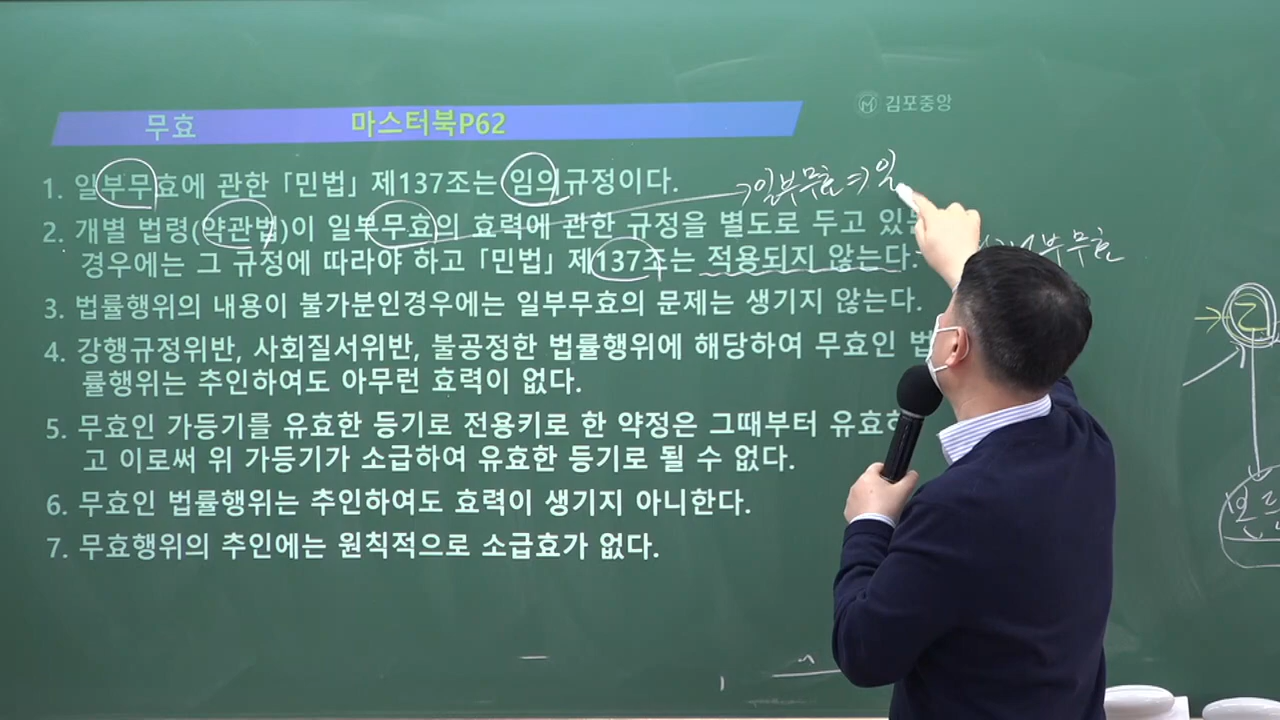 김포중앙
무효 마스터북P62
1. 일부무효에 관한 「민법」 제137조는 임의규정이다.
일부무효⇒일
2. 개별 법령(약관법)이 일부무효의 효력에 관한 규정을 별도로 두고 있는
경우에는 그 규정에 따라야 하고 「민법」 제137조는 적용되지 않는다.
부무효
3. 법률행위의 내용이 불가분인경우에는 일부무효의 문제는 생기지 않는다.
4. 강행규정위반, 사회질서위반, 불공정한 법률행위에 해당하여 무효인 법
률행위는 추인하여도 아무런 효력이 없다.
5. 무효인 가등기를 유효한 등기로 전용키로 한 약정은 그때부터 유효하
고 이로써 위 가등기가 소급하여 유효한 등기로 될 수 없다.
6. 무효인 법률행위는 추인하여도 효력이 생기지 아니한다.
7. 무효행위의 추인에는 원칙적으로 소급효가 없다.
乙